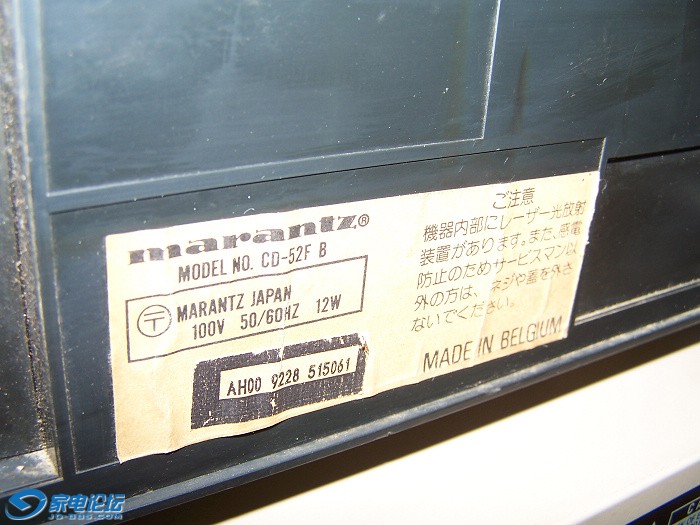 marantz®
MODEL NO. CD-52F B
〒 MARANTZ JAPAN
100V 50/60HZ 12W
AH00 9228 515061
ご注意
機器内部にレーザー光放射
装置があります。また、感電
防止のためサービスマン以
外の方は、ネジや蓋を外さ
ないでください。
MADE IN BELGIUM
家电论坛
JD-BBS.COM